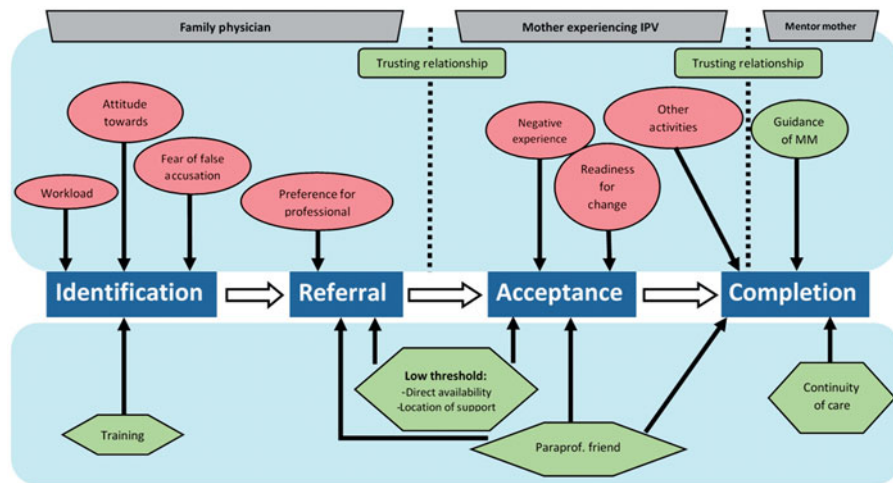 Family physician
Mother experiencing IPV
Mentor mother
Trusting relationship
Trusting relationship
Attitude
towards
Negative
experience
Other
activities
Guidance
of MM
Fear of false
accusation
Workload
Preference for
professional
Readiness
for
change
Identification
Referral
Acceptance
Completion
Low threshold:
-Direct availability
-Location of support
Training
Paraprof. friend
Continuity
of care